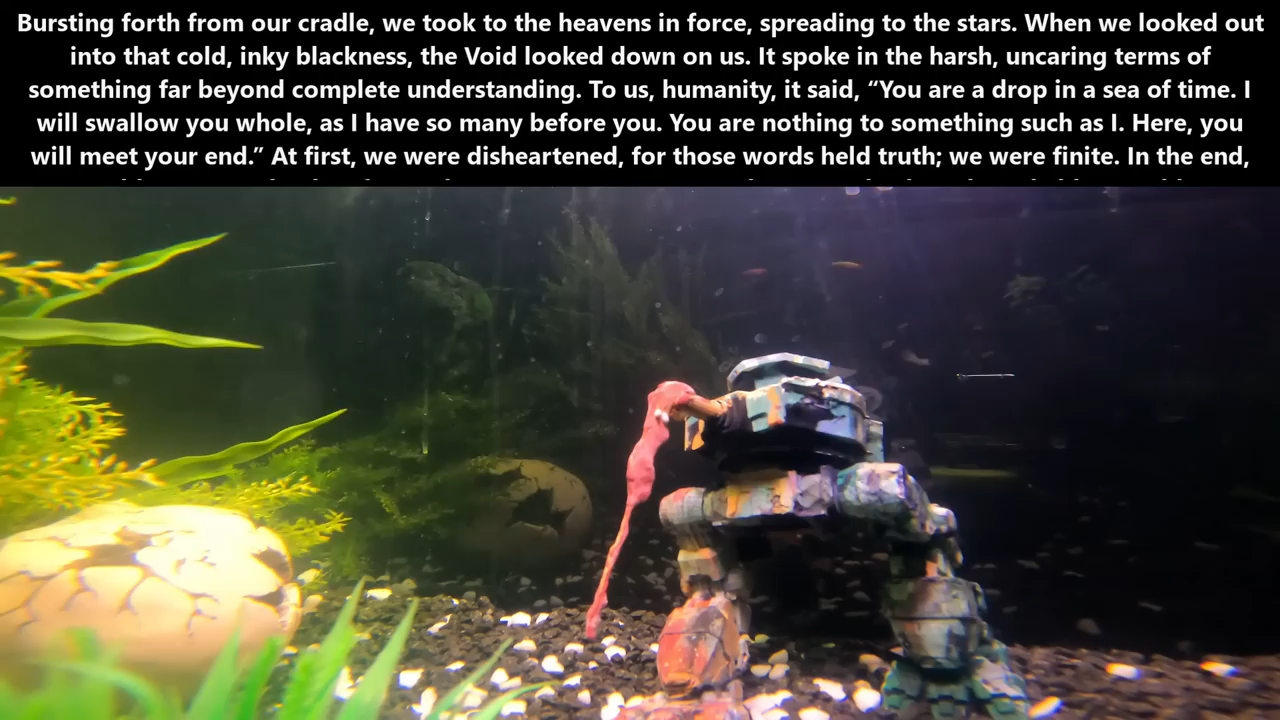 Bursting forth from our cradle, we took to the heavens in force, spreading to the stars. When we looked out
into that cold, inky blackness, the Void looked down on us. It spoke in the harsh, uncaring terms of
something far beyond complete understanding. To us, humanity, it said, “You are a drop in a sea of time. I
will swallow you whole, as I have so many before you. You are nothing to something such as I. Here, you
will meet your end.” At first, we were disheartened, for those words held truth; we were finite. In the end,